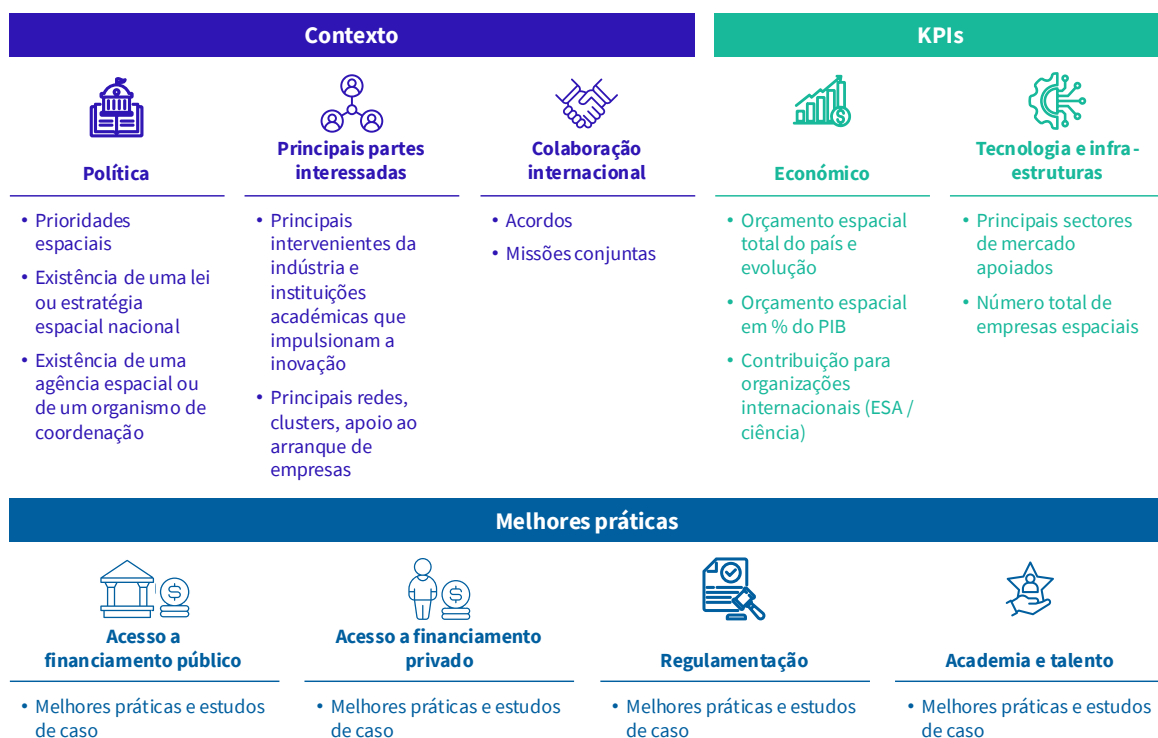 Contexto
Política
• Prioridades
espaciais
• Existência de uma lei
ou estratégia
espacial nacional
• Existência de uma
agência espacial ou
de um organismo de
coordenação
Principais partes
interessadas
• Principais
intervenientes da
indústria e
instituições
académicas que
impulsionam a
inovação
• Principais redes,
clusters, apoio ao
arranque de
empresas
Colaboração
internacional
• Acordos
• Missões conjuntas
KPIs
Económico
• Orçamento espacial
total do país e
evolução
• Orçamento espacial
em % do PIB
• Contribuição para
organizações
internacionais (ESA /
ciência)
Tecnologia e infra-
estruturas
• Principais sectores
de mercado
apoiados
• Número total de
empresas espaciais
Melhores práticas
Acesso a
financiamento público
• Melhores práticas e estudos
de caso
Acesso a financiamento
privado
• Melhores práticas e estudos
de caso
Regulamentação
• Melhores práticas e estudos
de caso
Academia e talento
• Melhores práticas e estudos
de caso